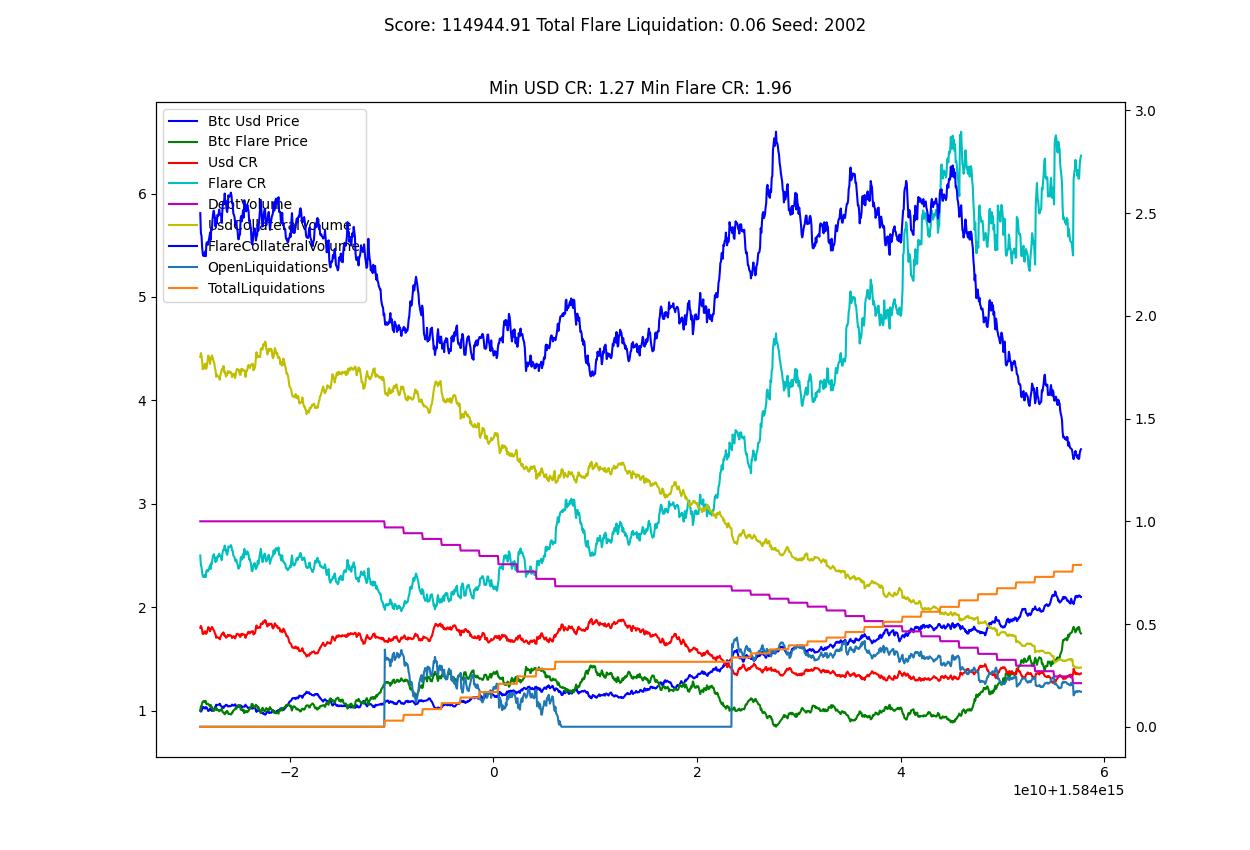 Score: 114944.91 Total Flare Liquidation: 0.06 Seed: 2002
Min USD CR: 1.27 Min Flare CR: 1.96
Btc Usd Price
Btc Flare Price
Usd CR
Flare CR
DebtVolume
UsdCollateralVolume
FlareCollateralVolume
OpenLiquidations
TotalLiquidations
6
5
4
3
2
1
3.0
2.5
2.0
1.5
1.0
0.5
0.0
−2
0
2
4
6
1e10+1.584e15